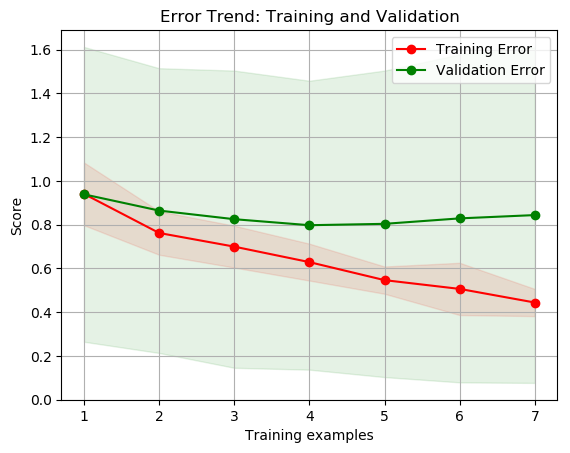 Error Trend: Training and Validation
Training Error
Validation Error
Score
1.6
1.4
1.2
1.0
0.8
0.6
0.4
0.2
0.0
1 2 3 4 5 6 7
Training examples